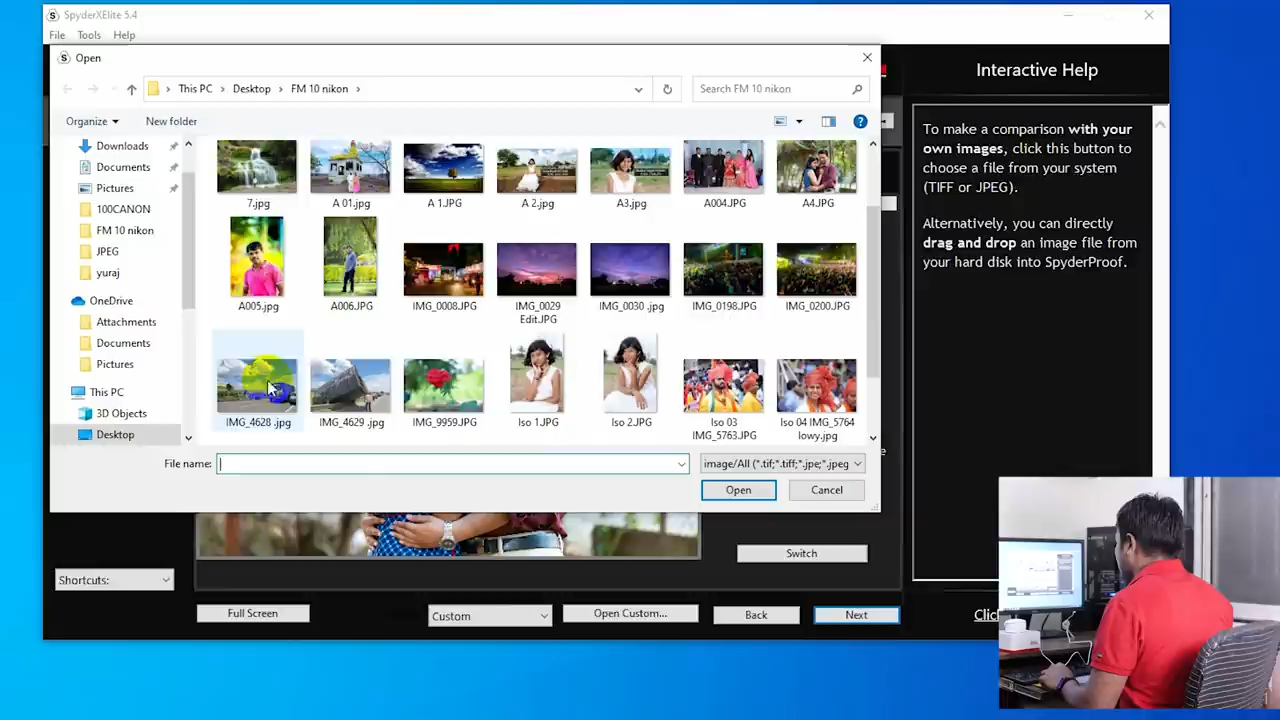 SpyderXElite 5.4
File Tools Help
Open
This PC > Desktop > FM 10 nikon >
Search FM 10 nikon
Organize
New folder
Downloads
Documents
Pictures
100CANON
FM 10 nikon
JPEG
yuraj
OneDrive
Attachments
Documents
Pictures
This PC
3D Objects
Desktop
7.jpg
A 01.jpg
A 1.JPG
A 2.jpg
A3.jpg
A004.JPG
A4.JPG
A005.jpg
A006.JPG
IMG_0008.JPG
IMG_0029
Edit.JPG
IMG_0030 .jpg
IMG_0198.JPG
IMG_0200.JPG
IMG_4628 .jpg
IMG_4629 .jpg
IMG_9959.JPG
Iso 1.JPG
Iso 2.JPG
Iso 03
IMG_5763.JPG
Iso 04 IMG_5764
lowy.jpg
File name:
image/All (*.tif;*.tiff;*.jpe;*.jpeg
Open
Cancel
Interactive Help
To make a comparison with your
own images, click this button to
choose a file from your system
(TIFF or JPEG).
Alternatively, you can directly
drag and drop an image file from
your hard disk into SpyderProof.
Switch
Shortcuts:
Full Screen
Custom
Open Custom...
Back
Next